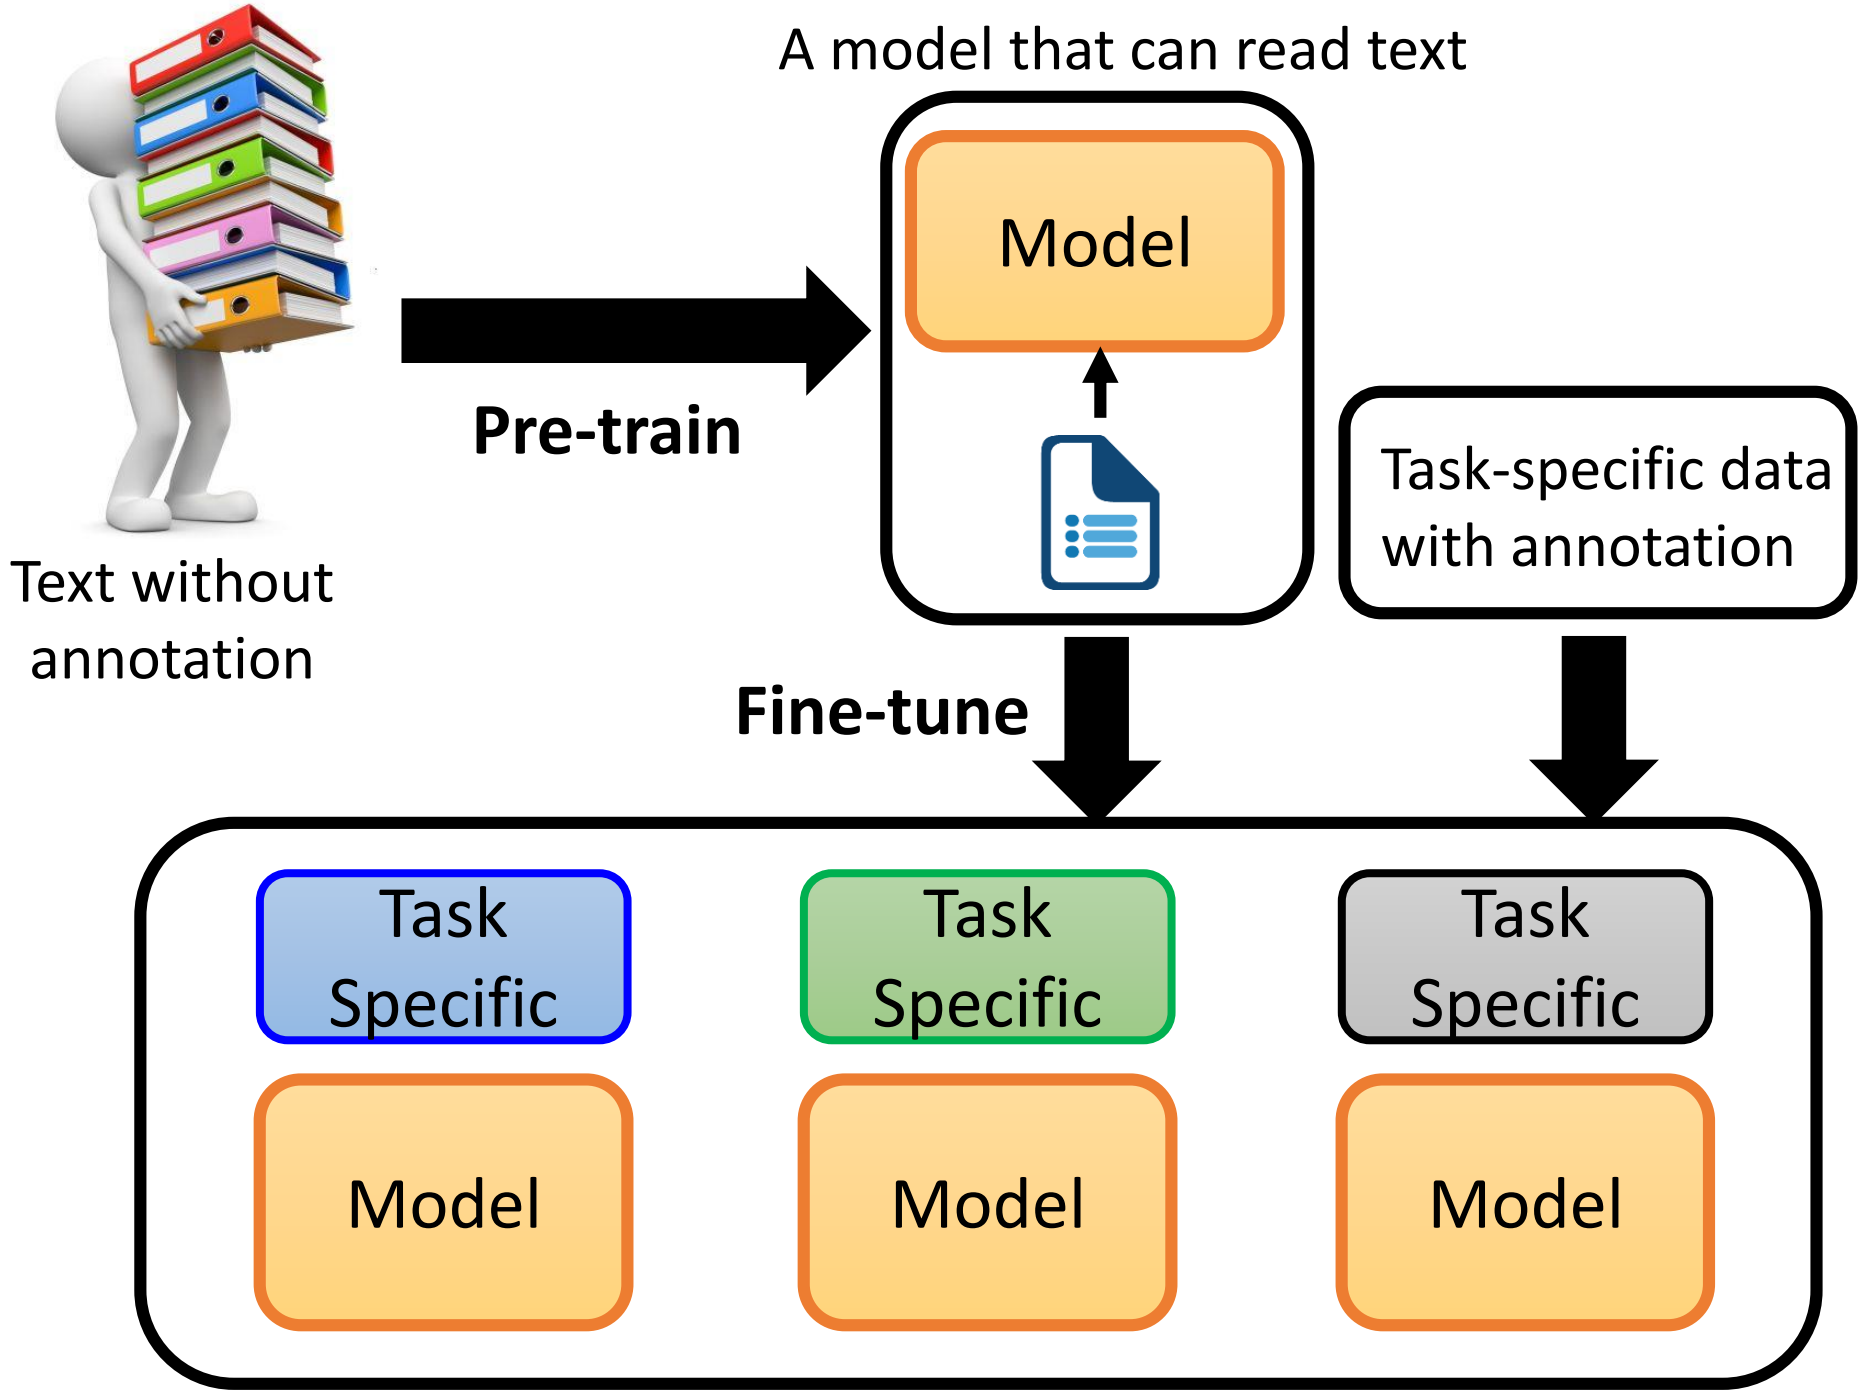 A model that can read text
Model
Pre-train
Text without
annotation
Task-specific data
with annotation
Fine-tune
Task
Specific
Task
Specific
Task
Specific
Model
Model
Model